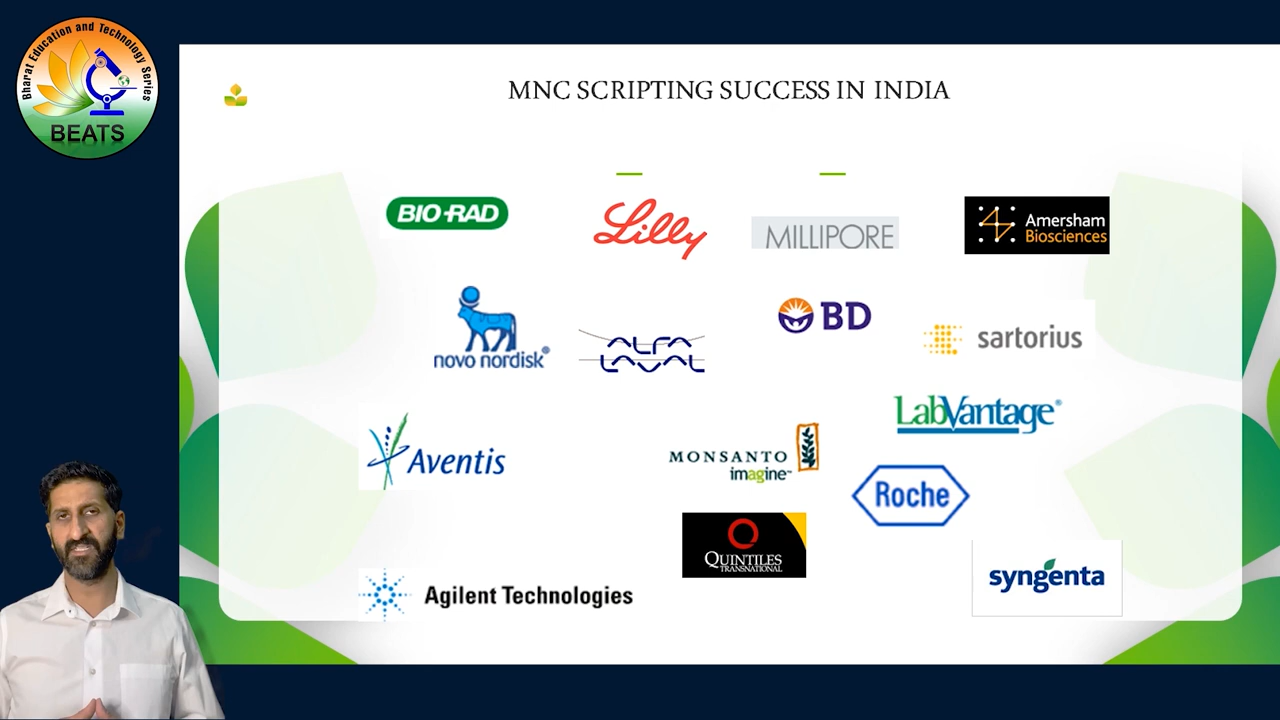 Bharat Education and Technology Series
BEATS
MNC SCRIPTING SUCCESS IN INDIA
BIO-RAD
Lilly
MILLIPORE
Amersham
Biosciences
novo nordisk®
ALFA
LAVAL
BD
sartorius
LabVantage®
Aventis
MONSANTO
imagine™
Roche
QUINTILES
TRANSNATIONAL
Agilent Technologies
syngenta